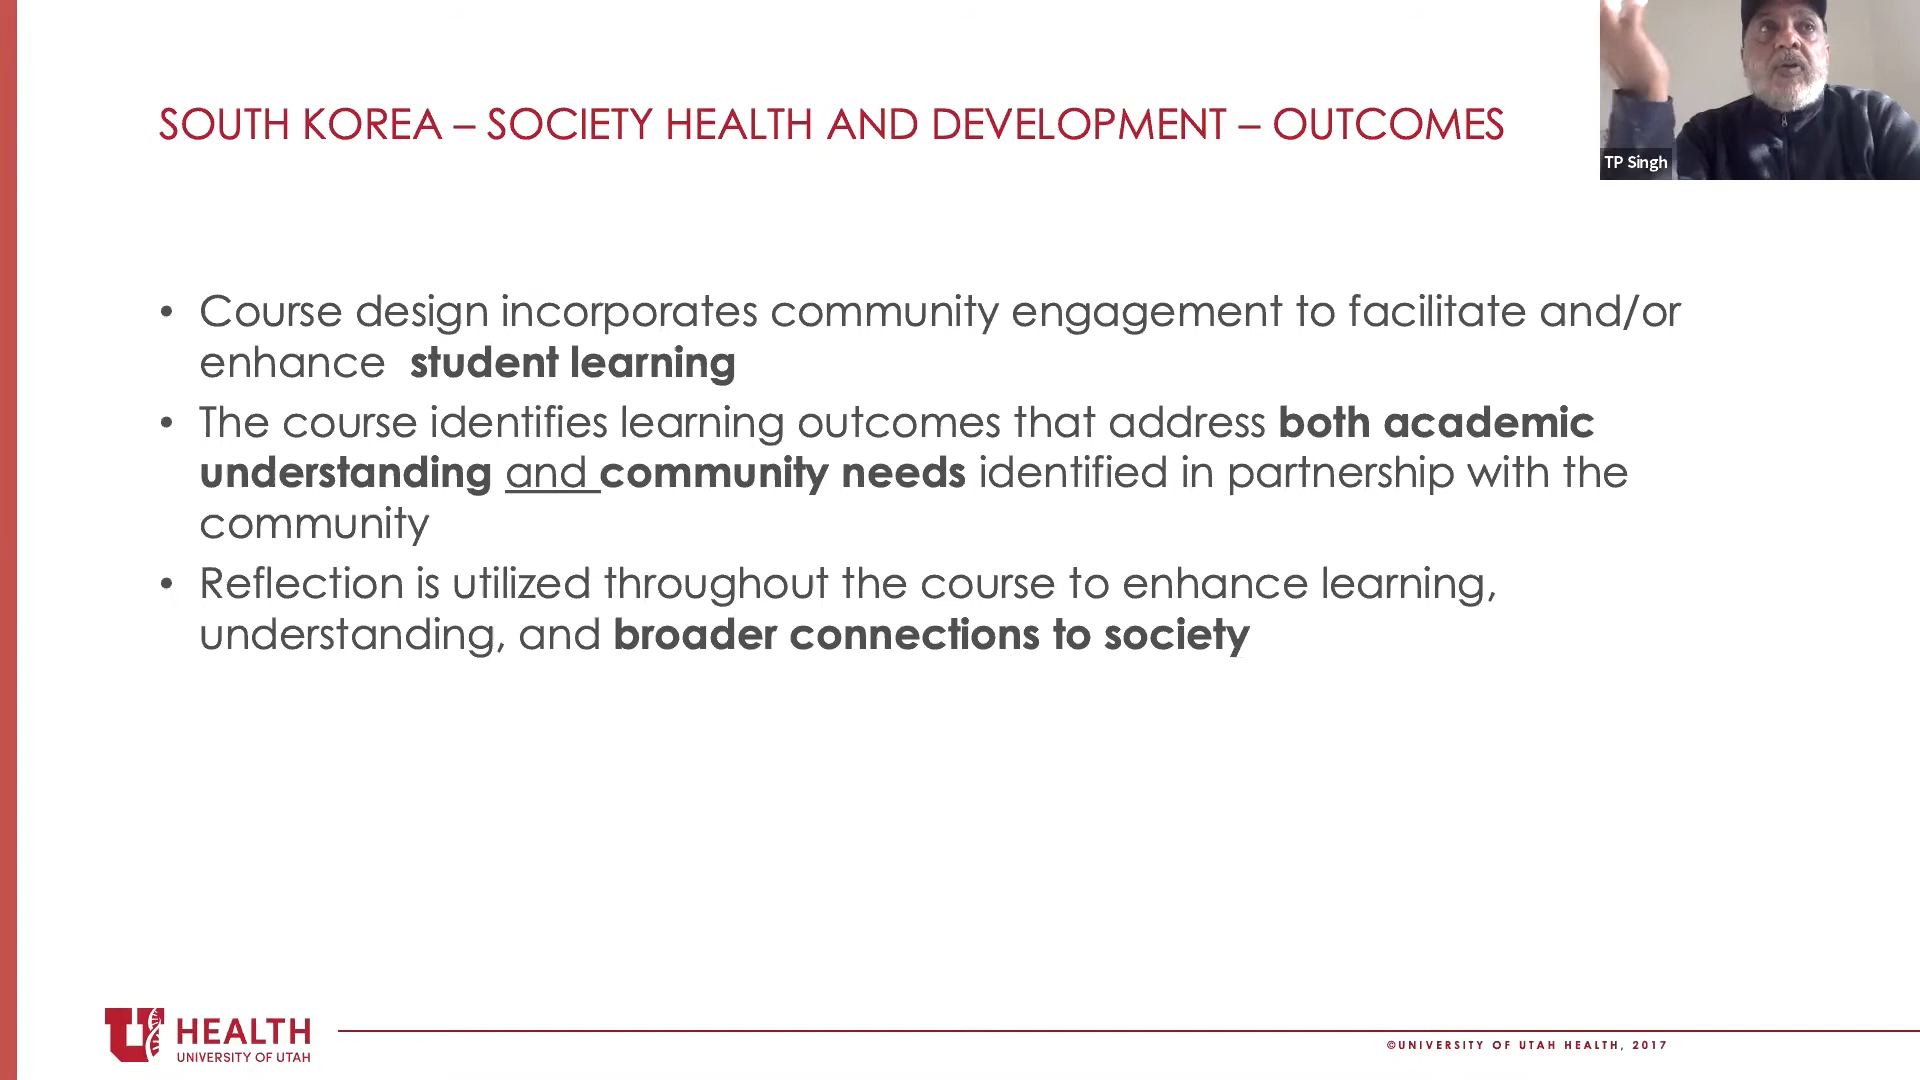 SOUTH KOREA – SOCIETY HEALTH AND DEVELOPMENT – OUTCOMES
TP Singh
• Course design incorporates community engagement to facilitate and/or
enhance  student learning
• The course identifies learning outcomes that address both academic
understanding and community needs identified in partnership with the
community
• Reflection is utilized throughout the course to enhance learning,
understanding, and broader connections to society
U HEALTH
UNIVERSITY OF UTAH
©UNIVERSITY OF UTAH HEALTH, 2017